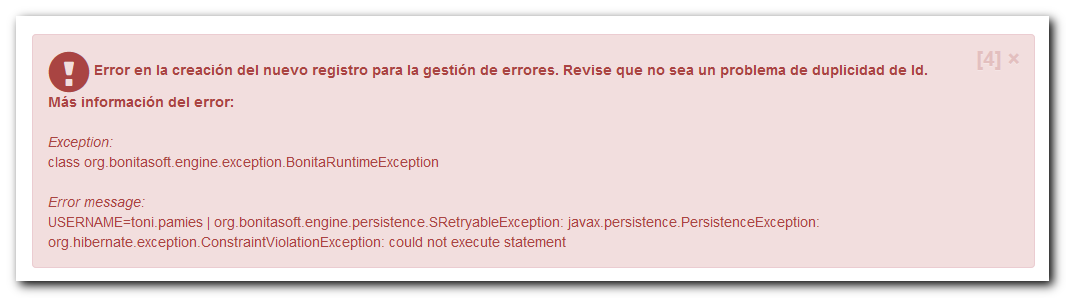 [4] ×
Error en la creación del nuevo registro para la gestión de errores. Revise que no sea un problema de duplicidad de Id.
Más información del error:
Exception:
class org.bonitasoft.engine.exception.BonitaRuntimeException
Error message:
USERNAME=toni.pamies | org.bonitasoft.engine.persistence.SRetryableException: javax.persistence.PersistenceException:
org.hibernate.exception.ConstraintViolationException: could not execute statement